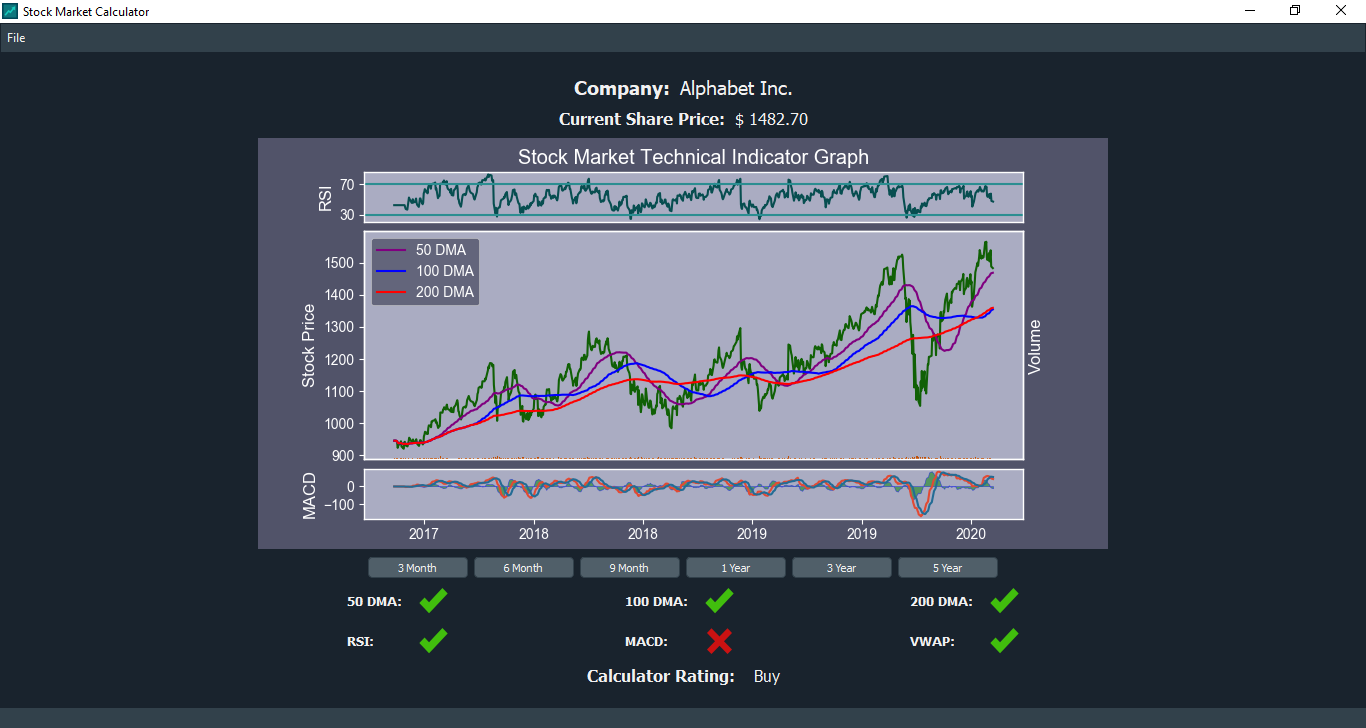 Stock Market Calculator
File
Company: Alphabet Inc.
Current Share Price: $ 1482.70
Stock Market Technical Indicator Graph
RSI
70
30
50 DMA
100 DMA
200 DMA
Stock Price
1500
1400
1300
1200
1100
1000
900
Volume
MACD
0
−100
2017 2018 2018 2019 2019 2020
3 Month 6 Month 9 Month 1 Year 3 Year 5 Year
50 DMA: 100 DMA: 200 DMA:
RSI: MACD: VWAP:
Calculator Rating: Buy